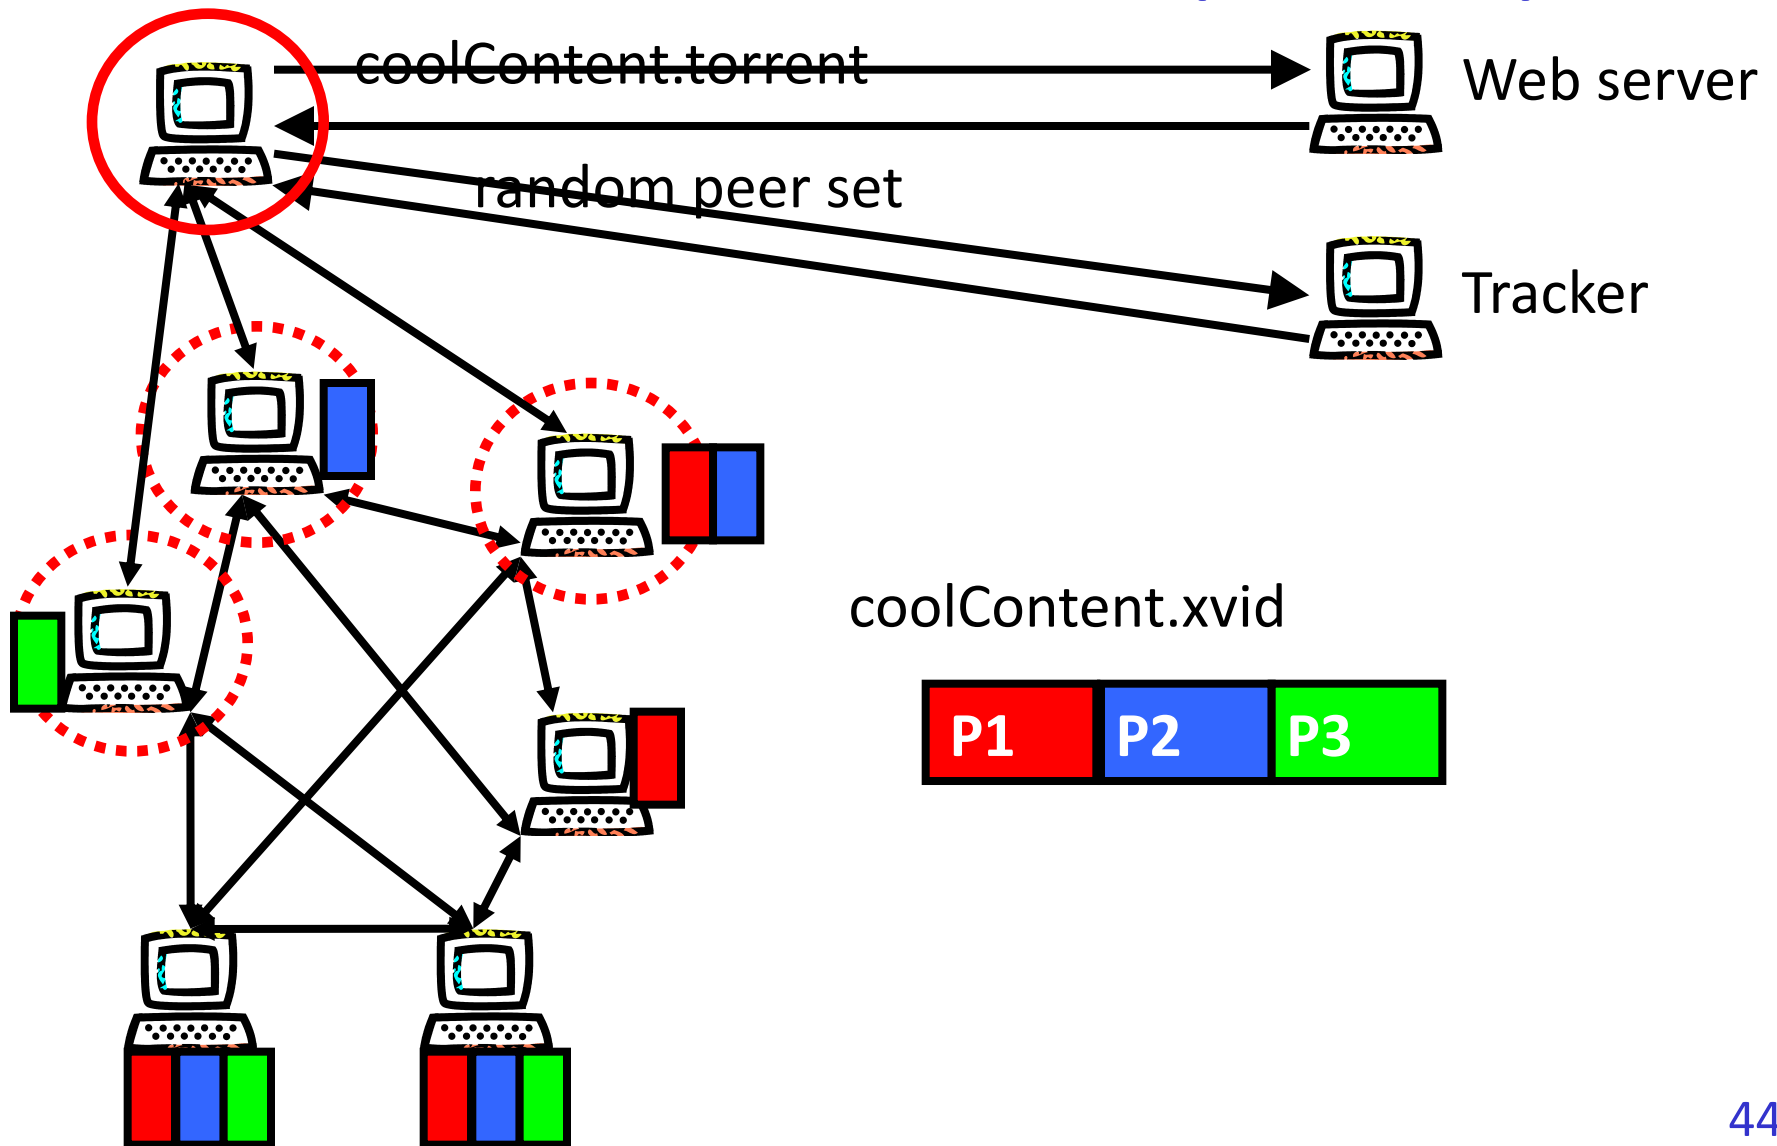 coolContent.torrent
Web server
random peer set
Tracker
coolContent.xvid
P1 P2 P3
44